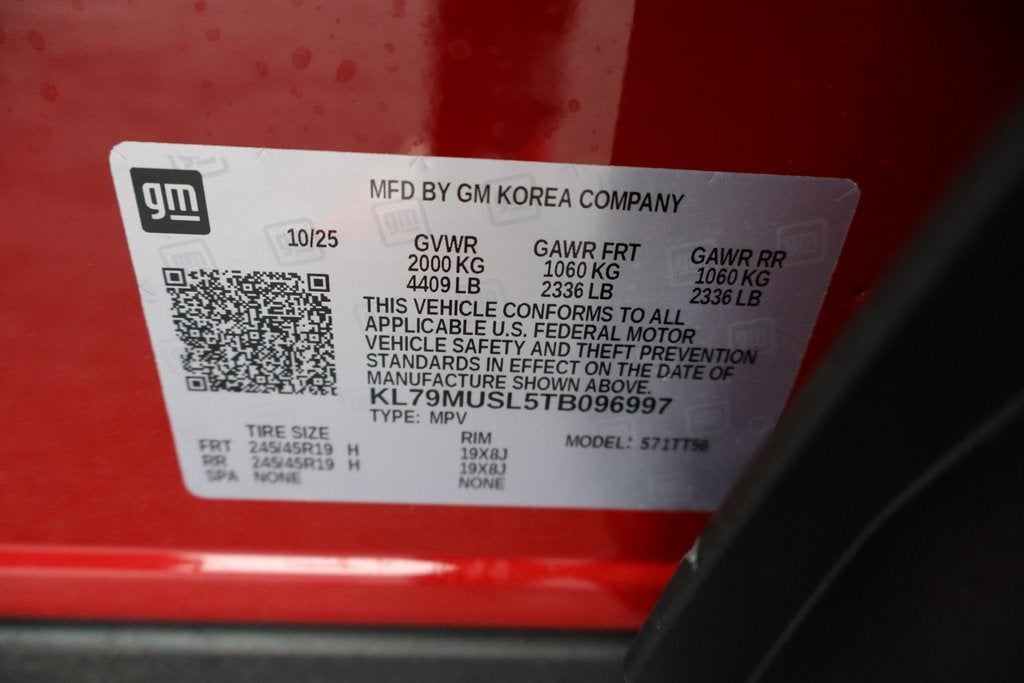 gm
MFD BY GM KOREA COMPANY
10/25
GVWR GAWR FRT GAWR RR
2000 KG 1060 KG 1060 KG
4409 LB 2336 LB 2336 LB
THIS VEHICLE CONFORMS TO ALL
APPLICABLE U.S. FEDERAL MOTOR
VEHICLE SAFETY AND THEFT PREVENTION
STANDARDS IN EFFECT ON THE DATE OF
MANUFACTURE SHOWN ABOVE.
KL79MUSL5TB096997
TYPE: MPV
TIRE SIZE RIM MODEL:
FRT 245/45R19 H 19X8J
RR 245/45R19 H 19X8J
SPA NONE NONE